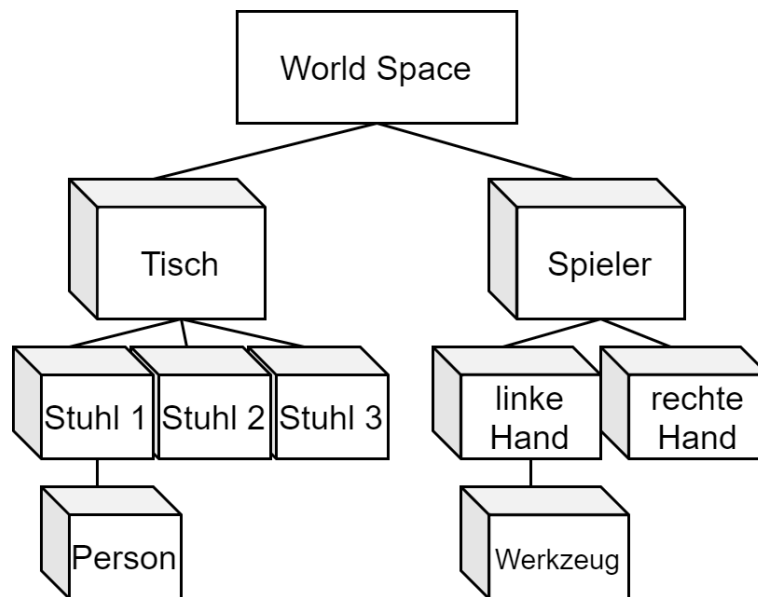 World Space
Tisch
Spieler
Stuhl 1
Stuhl 2
Stuhl 3
linke
Hand
rechte
Hand
Person
Werkzeug